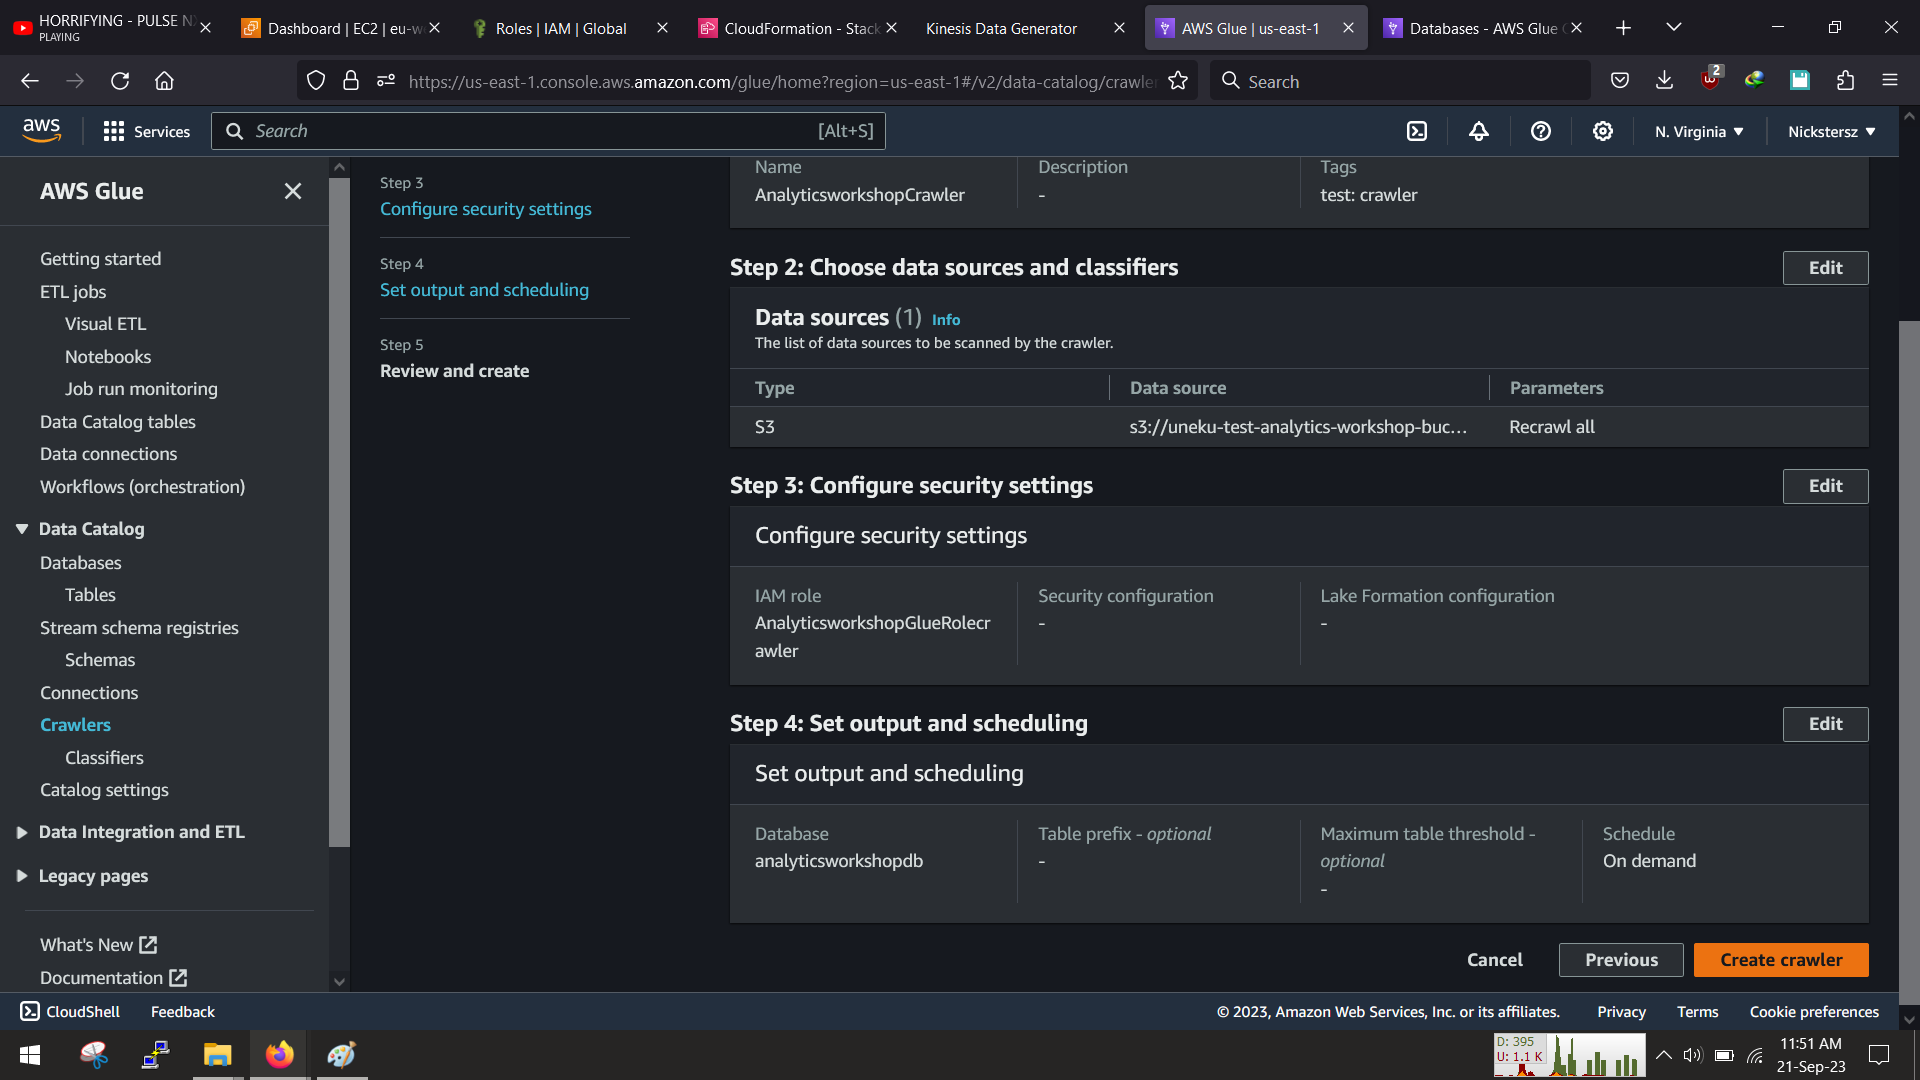 HORRIFYING - PULSE N
PLAYING
Dashboard | EC2 | eu-w
Roles | IAM | Global
CloudFormation - Stack
Kinesis Data Generator
AWS Glue | us-east-1
Databases - AWS Glue
https://us-east-1.console.aws.amazon.com/glue/home?region=us-east-1#/v2/data-catalog/crawler
Search
2
aws
Services
Search
[Alt+S]
N. Virginia
Nickstersz
AWS Glue
Getting started
ETL jobs
Visual ETL
Notebooks
Job run monitoring
Data Catalog tables
Data connections
Workflows (orchestration)
Data Catalog
Databases
Tables
Stream schema registries
Schemas
Connections
Crawlers
Classifiers
Catalog settings
Data Integration and ETL
Legacy pages
What's New
Documentation
Step 3
Configure security settings
Step 4
Set output and scheduling
Step 5
Review and create
Name
AnalyticsworkshopCrawler
Description
-
Tags
test: crawler
Step 2: Choose data sources and classifiers
Edit
Data sources (1) Info
The list of data sources to be scanned by the crawler.
Type
Data source
Parameters
S3
s3://uneku-test-analytics-workshop-buc...
Recrawl all
Step 3: Configure security settings
Edit
Configure security settings
IAM role
AnalyticsworkshopGlueRolecr
awler
Security configuration
-
Lake Formation configuration
-
Step 4: Set output and scheduling
Edit
Set output and scheduling
Database
analyticsworkshopdb
Table prefix - optional
-
Maximum table threshold -
optional
-
Schedule
On demand
Cancel
Previous
Create crawler
CloudShell
Feedback
© 2023, Amazon Web Services, Inc. or its affiliates.
Privacy
Terms
Cookie preferences
D: 395
U: 1.1 K
11:51 AM
21-Sep-23